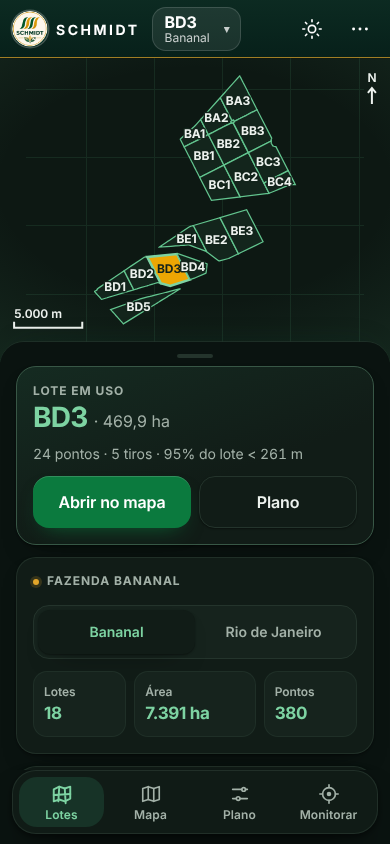 SCHMIDT
SCHMIDT
BD3
Bananal
N
BA3
BA2
BA1
BB3
BB2
BB1
BC3
BC2
BC4
BC1
BE3
BE1
BE2
BD3
BD4
BD2
BD1
BD5
5.000 m
LOTE EM USO
BD3 · 469,9 ha
24 pontos · 5 tiros · 95% do lote < 261 m
Abrir no mapa
Plano
FAZENDA BANANAL
Bananal
Rio de Janeiro
Lotes
18
Área
7.391 ha
Pontos
380
Lotes
Mapa
Plano
Monitorar